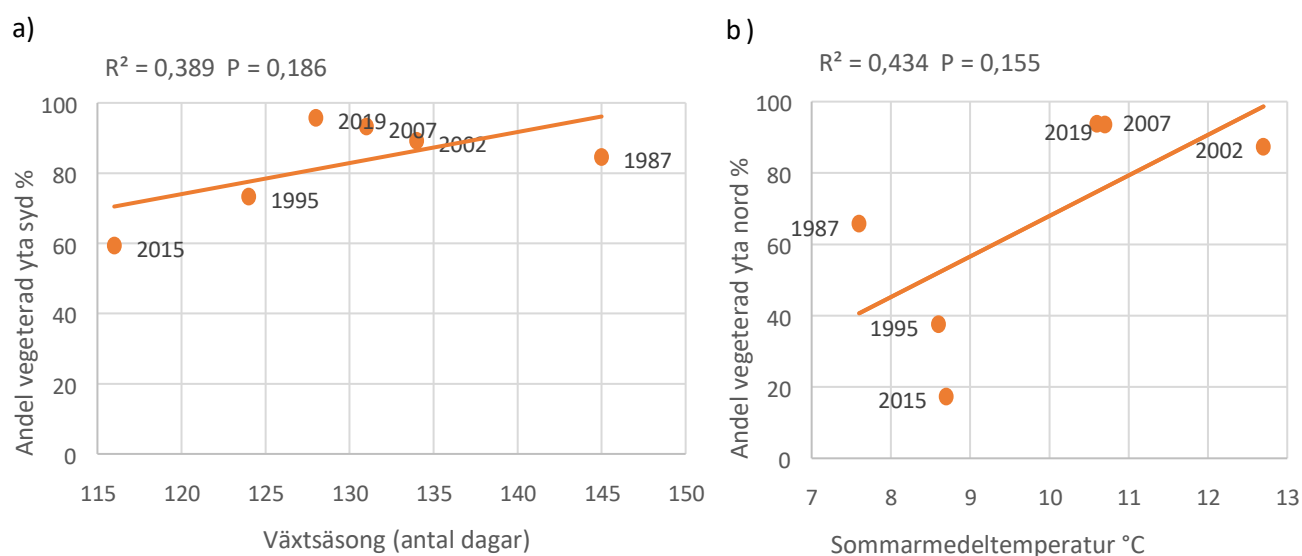 a)
R² = 0,389 P = 0,186
Andel vegeterad yta syd %
100
80
60
40
20
0
2019
2007
2002
1987
1995
2015
115 120 125 130 135 140 145 150
Växtsäsong (antal dagar)
b )
R² = 0,434 P = 0,155
Andel vegeterad yta nord %
100
80
60
40
20
0
2019
2007
2002
1987
1995
2015
7 8 9 10 11 12 13
Sommarmedeltemperatur °C